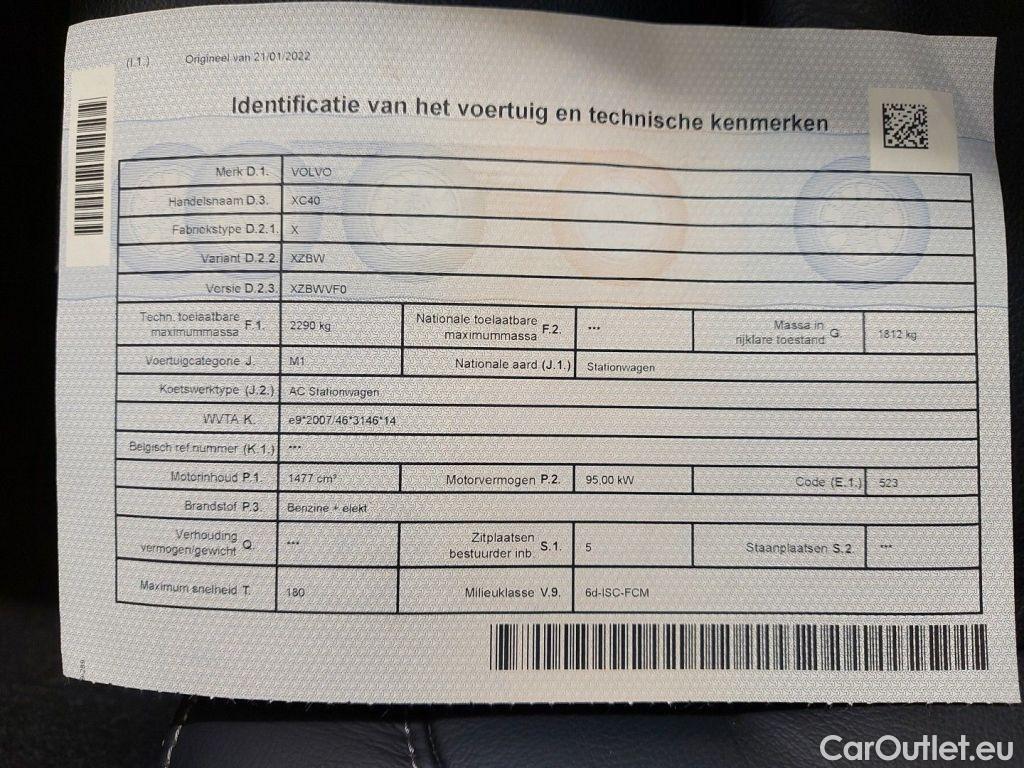 (I.1.) Origineel van 21/01/2022
Identificatie van het voertuig en technische kenmerken
Merk D.1. VOLVO
Handelsnaam D.3. XC40
Fabriekstype D.2.1. X
Variant D.2.2. XZBW
Versie D.2.3. XZBWVF0
Techn. toelaatbare maximummassa F.1. 2290 kg Nationale toelaatbare maximummassa F.2. *** Massa in rijklare toestand G. 1812 kg
Voertuigcategorie J. M1 Nationale aard (J.1.) Stationwagen
Koetswerktype (J.2.) AC Stationwagen
WVTA K. e9*2007/46*3146*14
Belgisch ref.nummer (K.1.) ***
Motorinhoud P.1. 1477 cm³ Motorvermogen P.2. 95,00 kW Code (E.1.) 523
Brandstof P.3. Benzine + elekt
Verhouding vermogen/gewicht Q. *** Zitplaatsen bestuurder inb. S.1. 5 Staanplaatsen S.2. ***
Maximum snelheid T. 180 Milieuklasse V.9. 6d-ISC-FCM
CarOutlet.eu